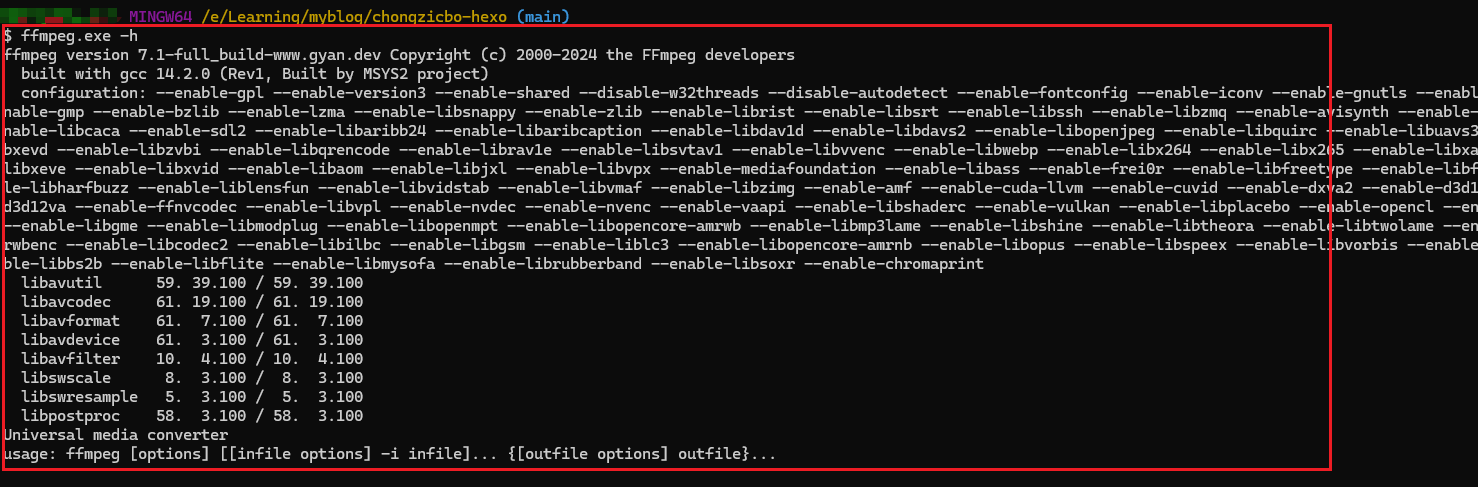 MINGW64 /e/Learning/myblog/chongzicbo-hexo (main)
$ ffmpeg.exe -h
ffmpeg version 7.1-full_build-www.gyan.dev Copyright (c) 2000-2024 the FFmpeg developers
  built with gcc 14.2.0 (Rev1, Built by MSYS2 project)
  configuration: --enable-gpl --enable-version3 --enable-shared --disable-w32threads --disable-autodetect --enable-fontconfig --enable-iconv --enable-gnutls --enabl
nable-gmp --enable-bzlib --enable-lzma --enable-libsnappy --enable-zlib --enable-librist --enable-libsrt --enable-libssh --enable-libzmq --enable-avisynth --enable-
nable-libcaca --enable-sdl2 --enable-libaribb24 --enable-libaribcaption --enable-libdav1d --enable-libdavs2 --enable-libopenjpeg --enable-libquirc --enable-libuavs3
bxevd --enable-libzvbi --enable-libqrencode --enable-librav1e --enable-libsvtav1 --enable-libvvenc --enable-libwebp --enable-libx264 --enable-libx265 --enable-libxa
libxeve --enable-libxvid --enable-libaom --enable-libjxl --enable-libvpx --enable-mediafoundation --enable-libass --enable-frei0r --enable-libfreetype --enable-libf
le-libharfbuzz --enable-liblensfun --enable-libvidstab --enable-libvmaf --enable-libzimg --enable-amf --enable-cuda-llvm --enable-cuvid --enable-dxva2 --enable-d3d1
d3d12va --enable-ffnvcodec --enable-libvpl --enable-nvdec --enable-nvenc --enable-vaapi --enable-libshaderc --enable-vulkan --enable-libplacebo --enable-opencl --en
--enable-libgme --enable-libmodplug --enable-libopenmpt --enable-libopencore-amrwb --enable-libmp3lame --enable-libshine --enable-libtheora --enable-libtwolame --en
rwbenc --enable-libcodec2 --enable-libilbc --enable-libgsm --enable-liblc3 --enable-libopencore-amrnb --enable-libopus --enable-libspeex --enable-libvorbis --enable
ble-libbs2b --enable-libflite --enable-libmysofa --enable-librubberband --enable-libsoxr --enable-chromaprint
  libavutil      59. 39.100 / 59. 39.100
  libavcodec     61. 19.100 / 61. 19.100
  libavformat    61.  7.100 / 61.  7.100
  libavdevice    61.  3.100 / 61.  3.100
  libavfilter    10.  4.100 / 10.  4.100
  libswscale      8.  3.100 /  8.  3.100
  libswresample   5.  3.100 /  5.  3.100
  libpostproc    58.  3.100 / 58.  3.100
Universal media converter
usage: ffmpeg [options] [[infile options] -i infile]... {[outfile options] outfile}...